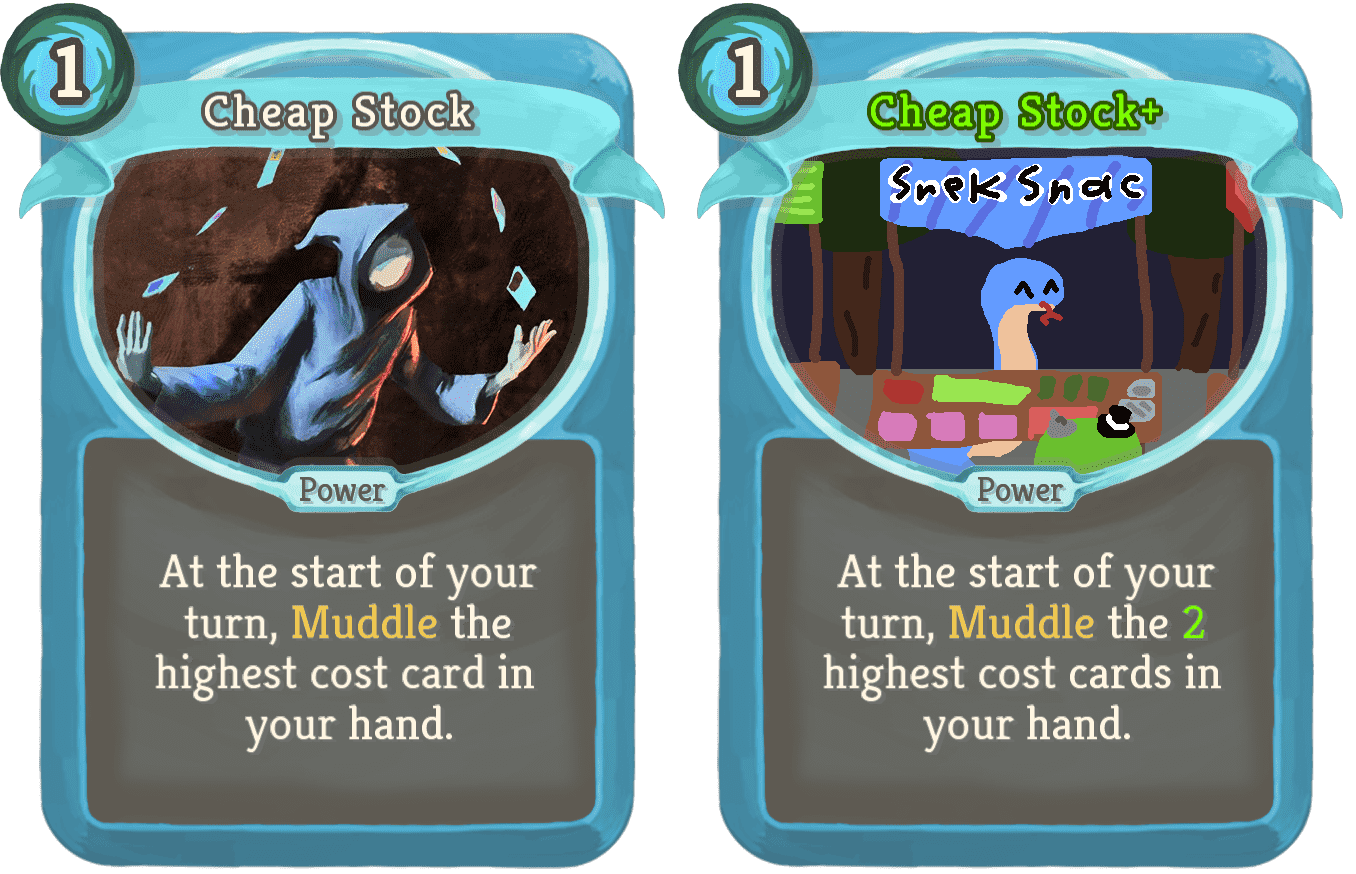 1
Cheap Stock
Power
At the start of your
turn, Muddle the
highest cost card in
your hand.
1
Cheap Stock+
Snek Snac
Power
At the start of your
turn, Muddle the 2
highest cost cards in
your hand.